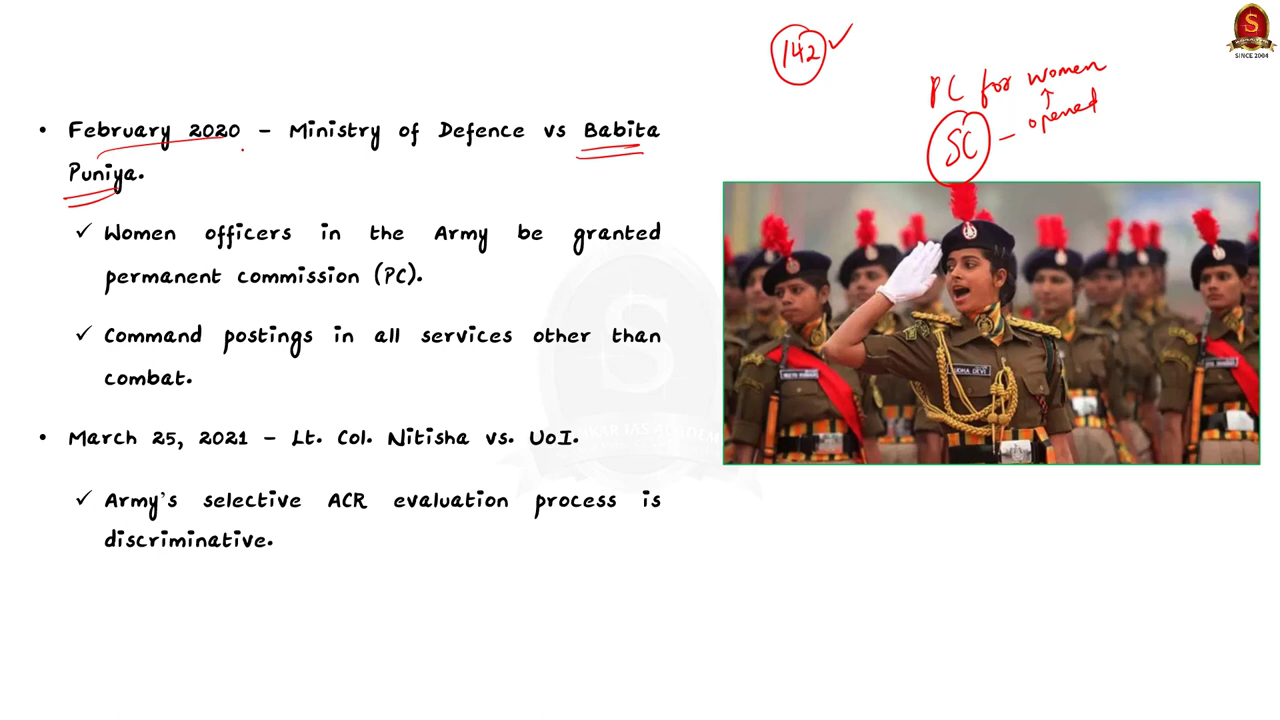 142
PC for women
opened
SC
S
SINCE 2004
• February 2020 - Ministry of Defence vs Babita
Puniya.
✓ Women officers in the Army be granted
permanent commission (PC).
✓ Command postings in all services other than
combat.
• March 25, 2021 - Lt. Col. Nitisha vs. UoI.
✓ Army's selective ACR evaluation process is
discriminative.
S
SUDHA DEVI